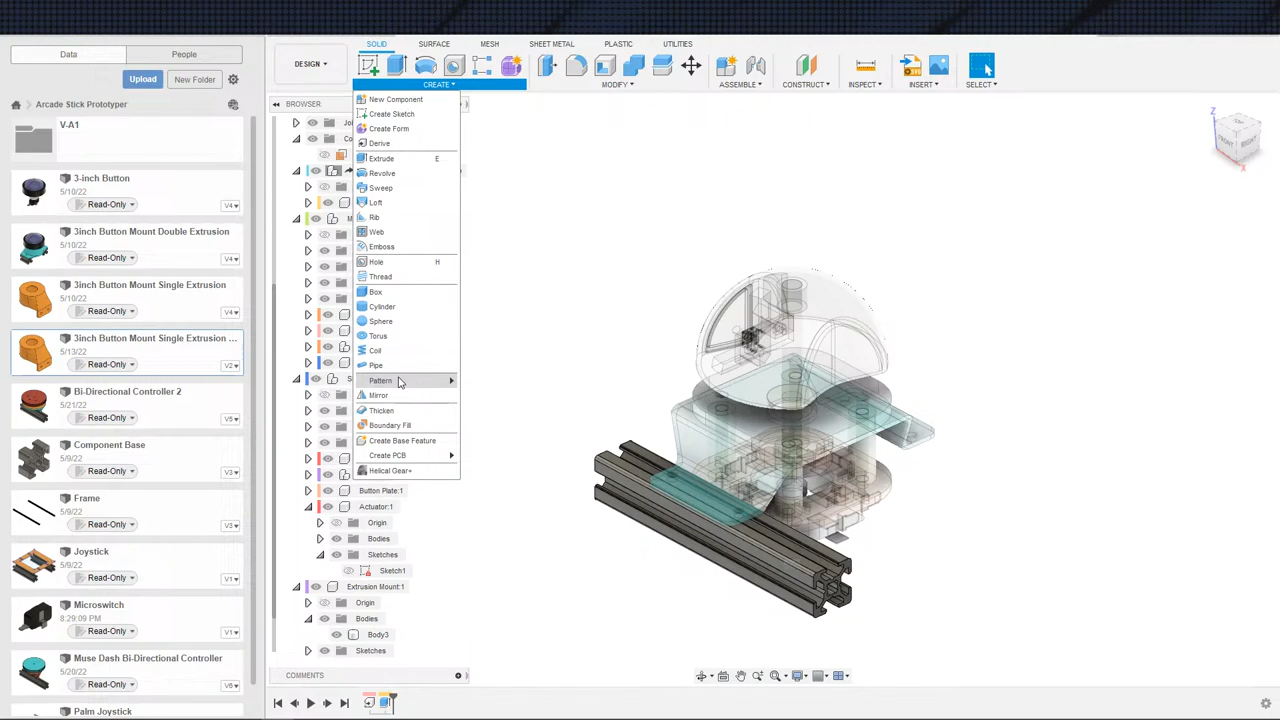 SOLID SURFACE MESH SHEET METAL PLASTIC UTILITIES
Data People
DESIGN ▾
Upload New Folder
CREATE ▾ MODIFY ▾ ASSEMBLE ▾ CONSTRUCT ▾ INSPECT ▾ INSERT ▾ SELECT ▾
Arcade Stick Pototyper
V-A1
3-inch Button
5/10/22
Read-Only
V4
3inch Button Mount Double Extrusion
5/10/22
Read-Only
V4
3inch Button Mount Single Extrusion
5/10/22
Read-Only
V4
3inch Button Mount Single Extrusion ...
5/13/22
Read-Only
V2
Bi-Directional Controller 2
5/21/22
Read-Only
V5
Component Base
5/9/22
Read-Only
V3
Frame
5/9/22
Read-Only
V3
Joystick
5/9/22
Read-Only
V1
Microswitch
8:29:09 PM
Read-Only
V1
Muse Dash Bi-Directional Controller
5/20/22
Read-Only
V6
Palm Joystick
BROWSER
Jo
Co
M
S
New Component
Create Sketch
Create Form
Derive
Extrude E
Revolve
Sweep
Loft
Rib
Web
Emboss
Hole H
Thread
Box
Cylinder
Sphere
Torus
Coil
Pipe
Pattern
Mirror
Thicken
Boundary Fill
Create Base Feature
Create PCB
Helical Gear+
Button Plate:1
Actuator:1
Origin
Bodies
Sketches
Sketch1
Extrusion Mount:1
Origin
Bodies
Body3
Sketches
COMMENTS
Z
FRONT RIGHT
X